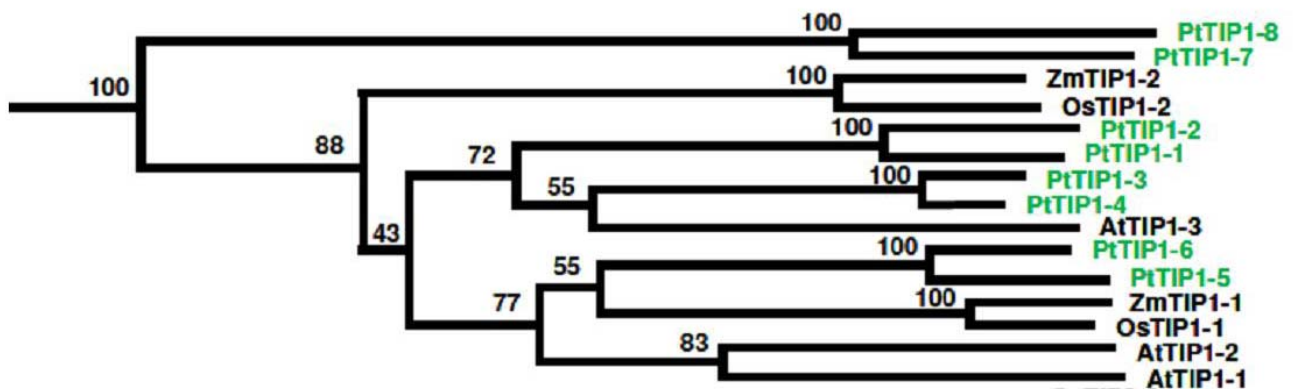 100 PtTIP1-8
PtTIP1-7
100 ZmTIP1-2
100
OsTIP1-2
100 PtTIP1-2
88 72 PtTIP1-1
100 PtTIP1-3
55 PtTIP1-4
AtTIP1-3
43 100 PtTIP1-6
55 PtTIP1-5
100 ZmTIP1-1
77 OsTIP1-1
83 AtTIP1-2
AtTIP1-1